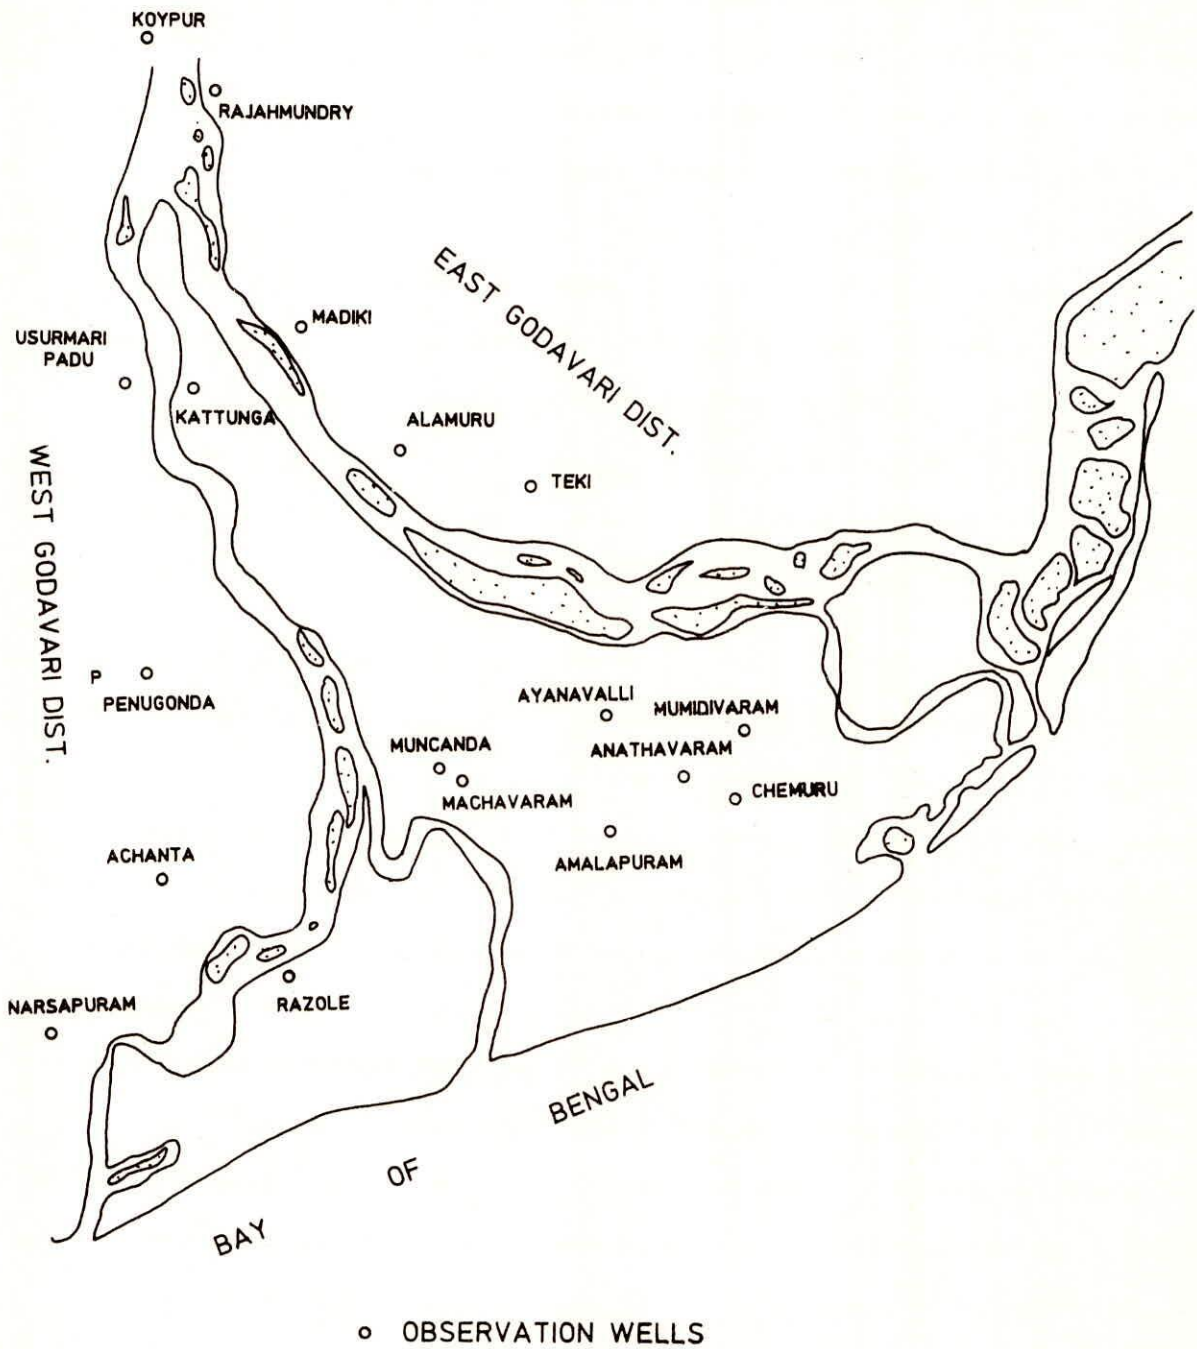 KOYPUR
RAJAHMUNDRY
EAST GODAVARI DIST.
MADIKI
USURMARI
PADU
KATTUNGA
ALAMURU
TEKI
WEST GODAVARI DIST.
P
PENUGONDA
AYANAVALLI
MUMIDIVARAM
MUNCANDA
ANATHAVARAM
MACHAVARAM
CHEMURU
ACHANTA
AMALAPURAM
NARSAPURAM
RAZOLE
BAY OF BENGAL
OBSERVATION WELLS